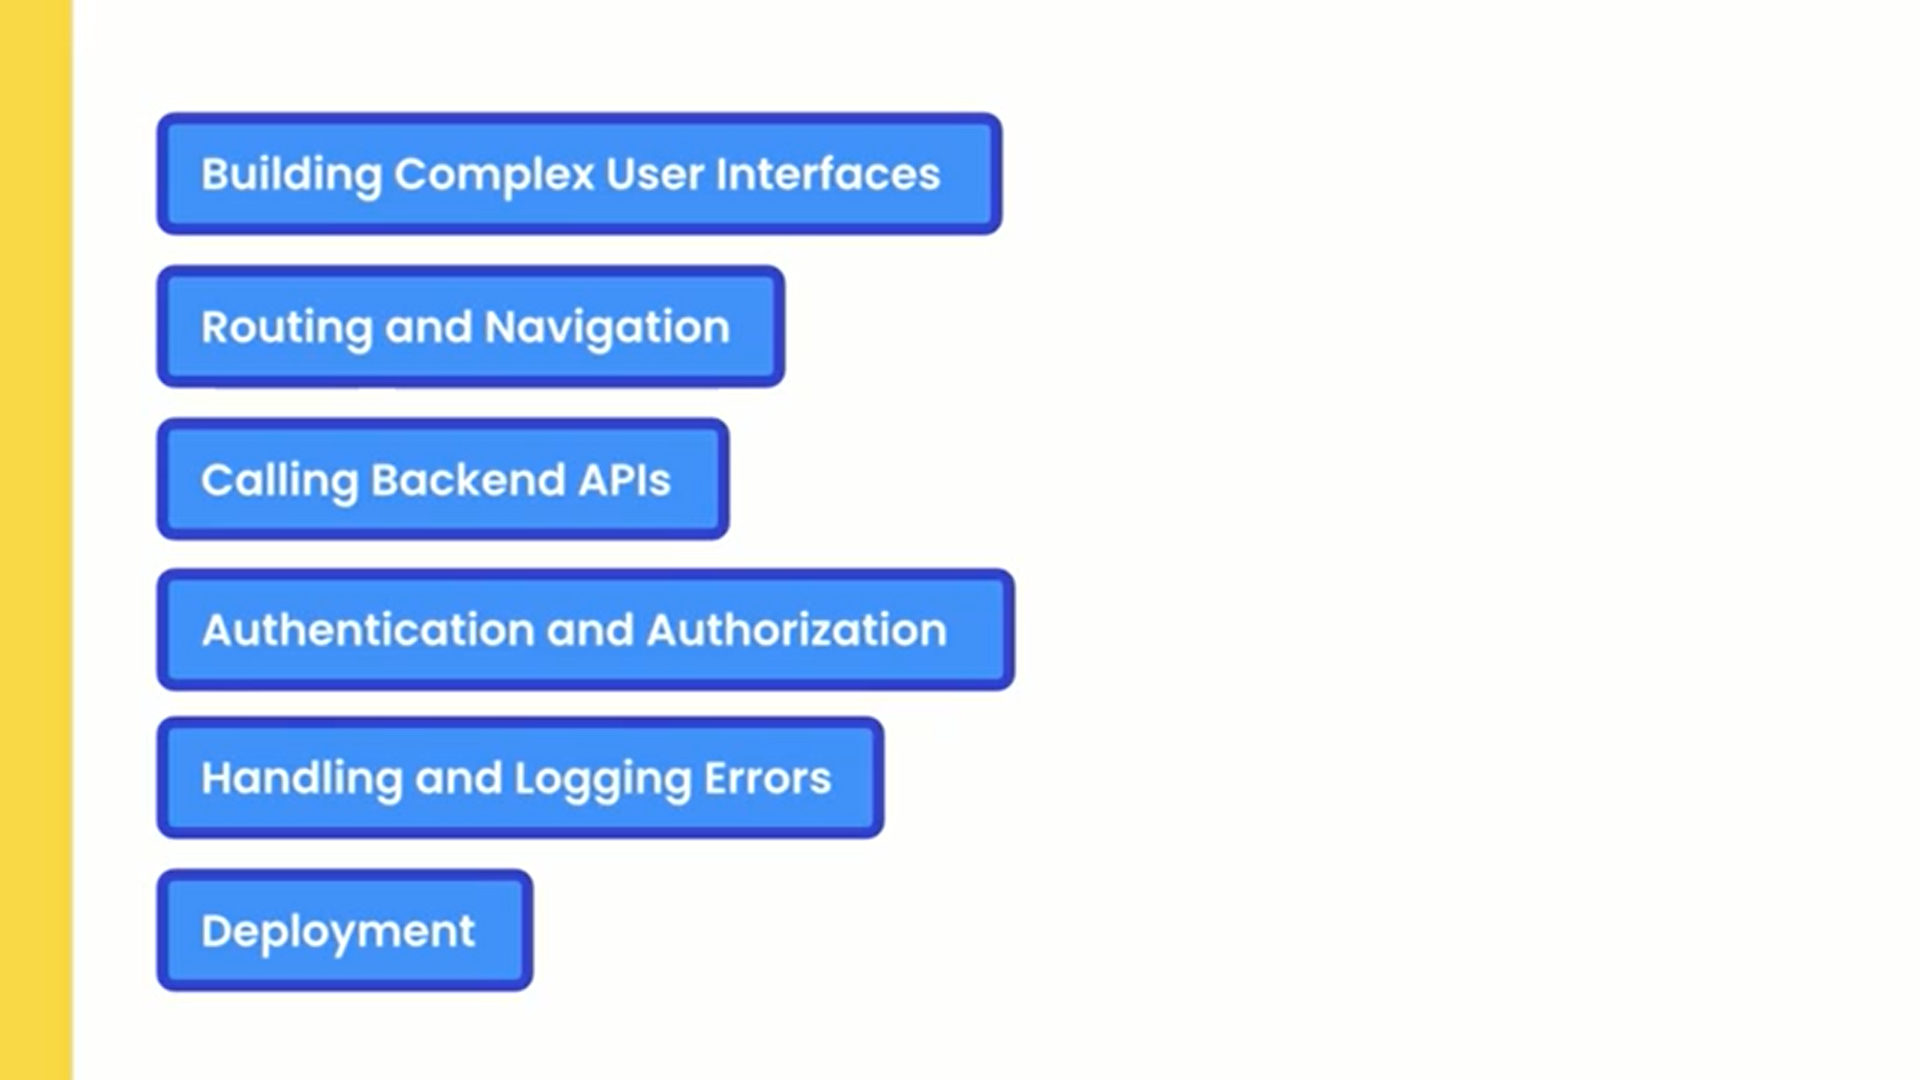 Building Complex User Interfaces
Routing and Navigation
Calling Backend APIs
Authentication and Authorization
Handling and Logging Errors
Deployment